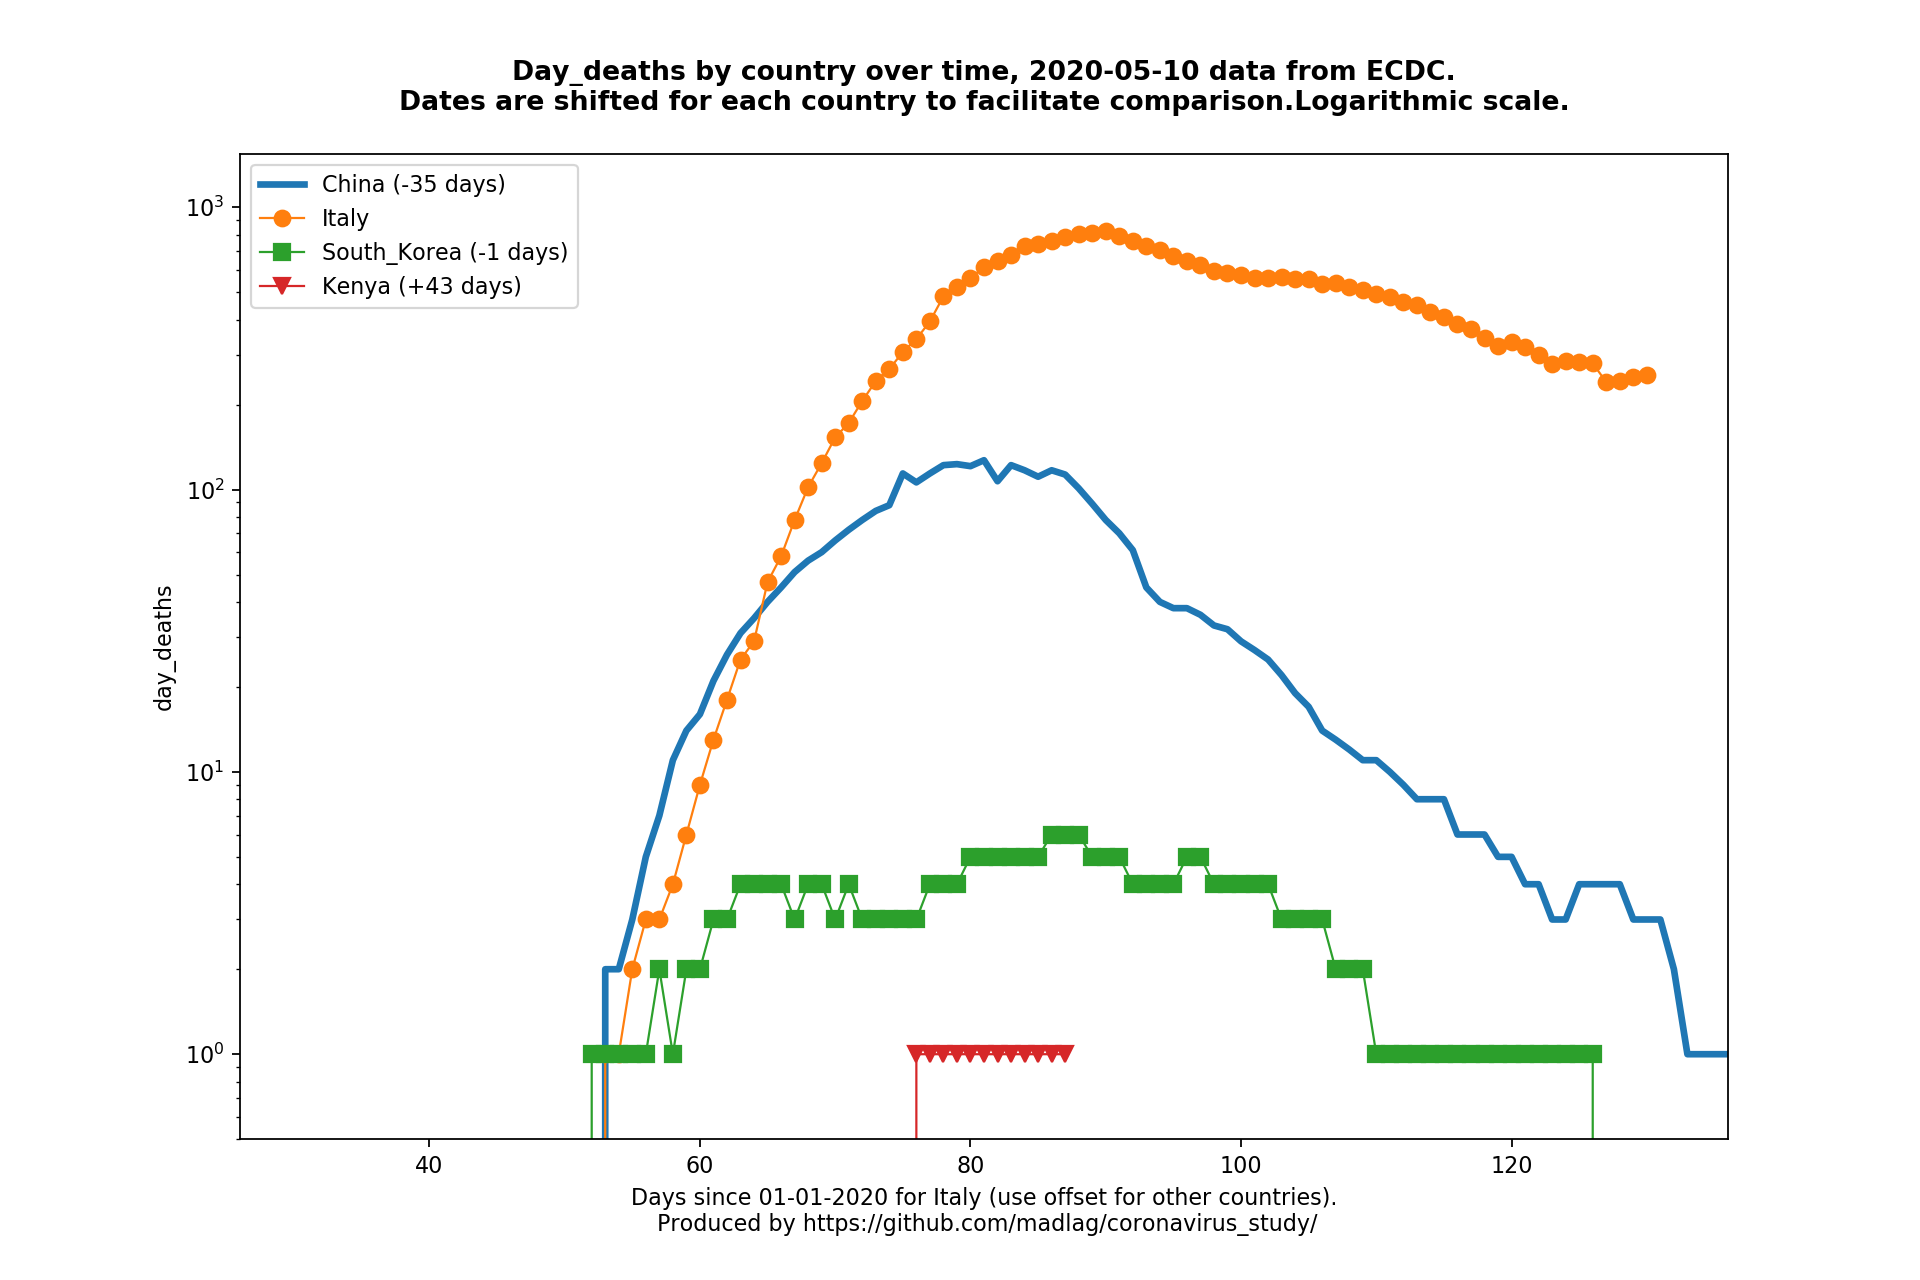 Day_deaths by country over time, 2020-05-10 data from ECDC.
Dates are shifted for each country to facilitate comparison.Logarithmic scale.
China (-35 days)
Italy
South_Korea (-1 days)
Kenya (+43 days)
10³
10²
10¹
10⁰
day_deaths
40 60 80 100 120
Days since 01-01-2020 for Italy (use offset for other countries).
Produced by https://github.com/madlag/coronavirus_study/